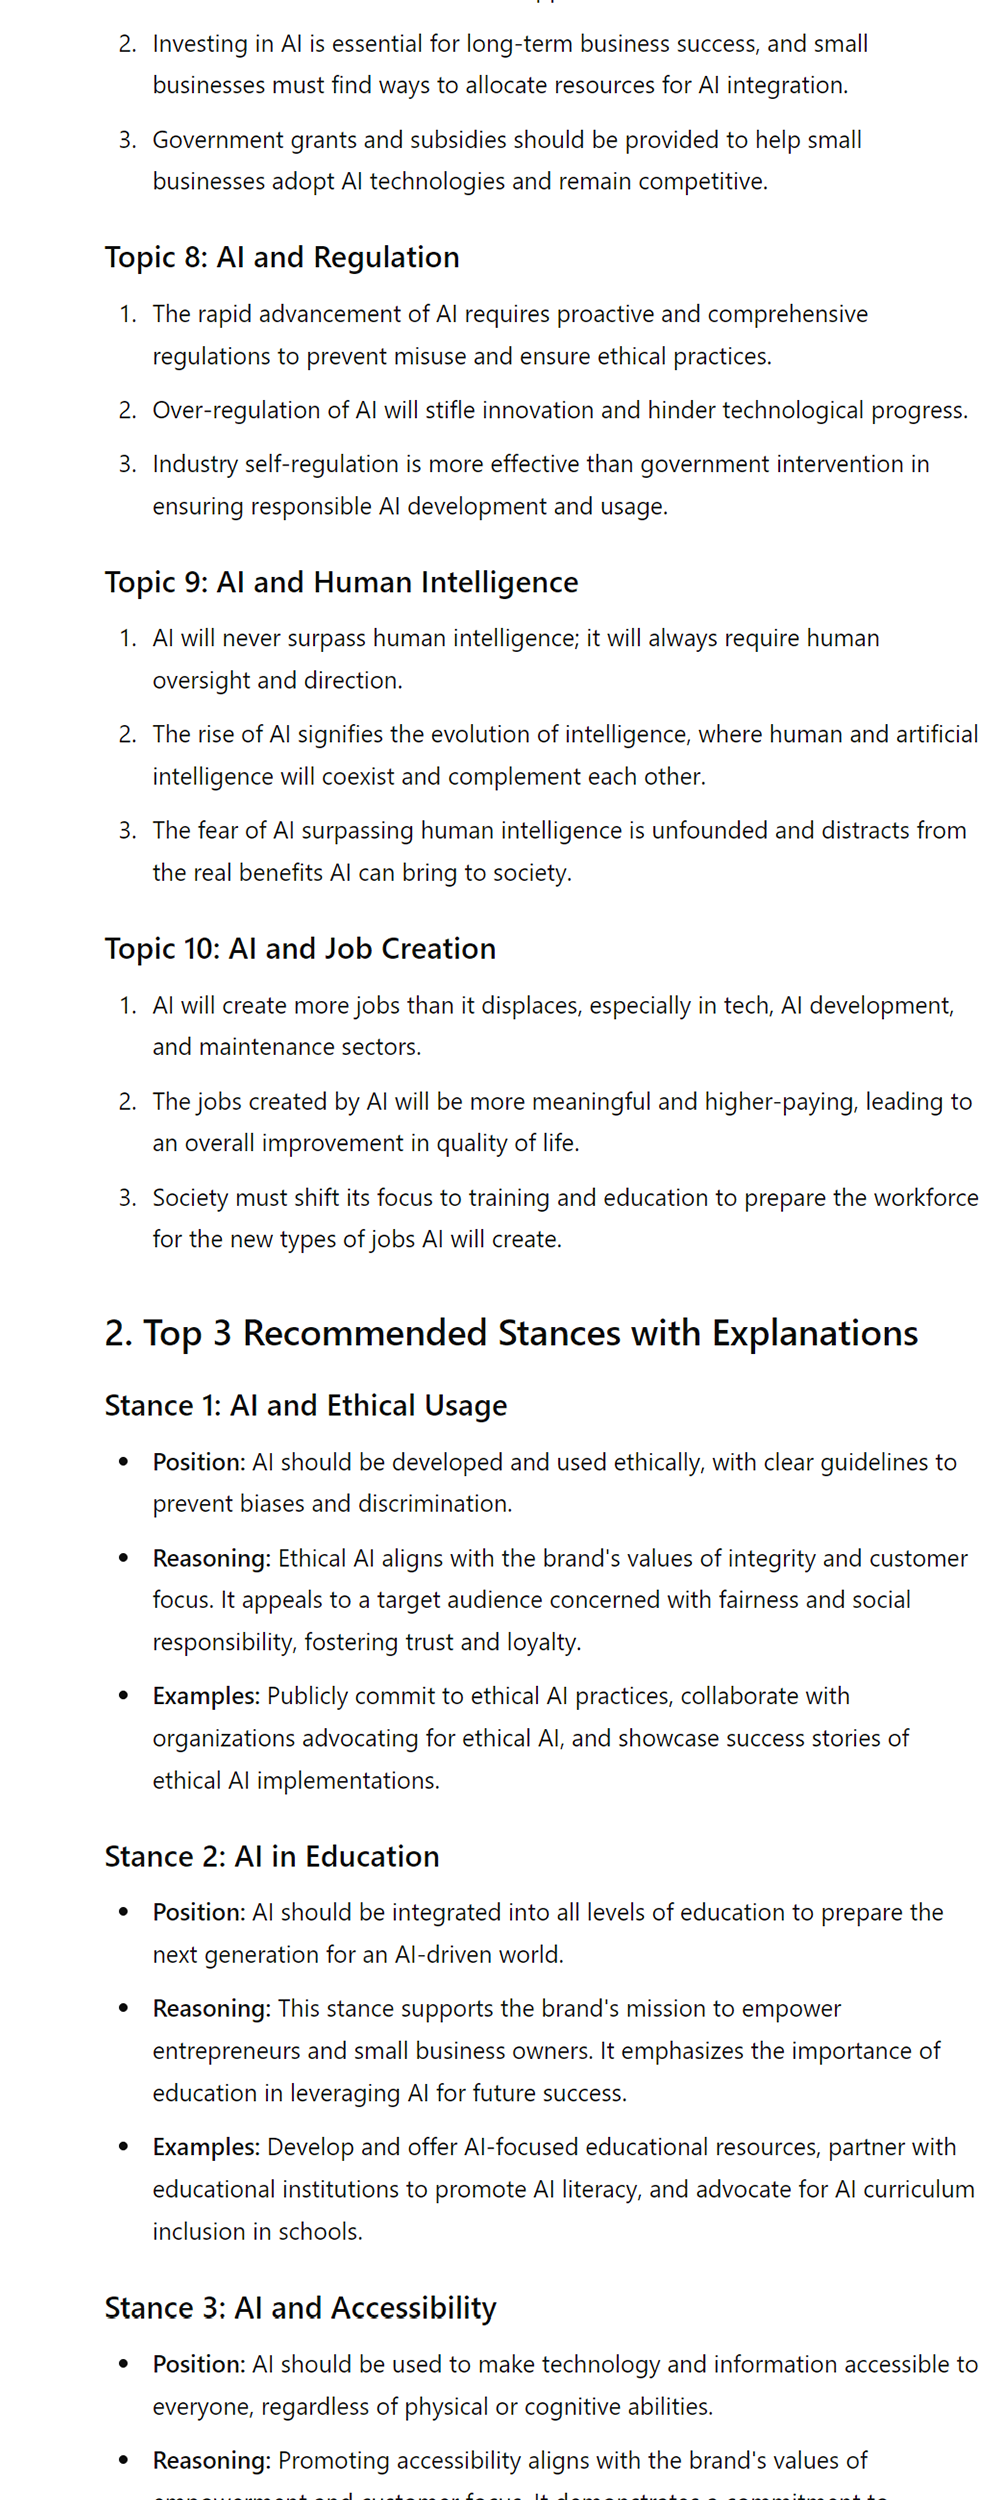 2. Investing in AI is essential for long-term business success, and small
businesses must find ways to allocate resources for AI integration.
3. Government grants and subsidies should be provided to help small
businesses adopt AI technologies and remain competitive.
Topic 8: AI and Regulation
1. The rapid advancement of AI requires proactive and comprehensive
regulations to prevent misuse and ensure ethical practices.
2. Over-regulation of AI will stifle innovation and hinder technological progress.
3. Industry self-regulation is more effective than government intervention in
ensuring responsible AI development and usage.
Topic 9: AI and Human Intelligence
1. AI will never surpass human intelligence; it will always require human
oversight and direction.
2. The rise of AI signifies the evolution of intelligence, where human and artificial
intelligence will coexist and complement each other.
3. The fear of AI surpassing human intelligence is unfounded and distracts from
the real benefits AI can bring to society.
Topic 10: AI and Job Creation
1. AI will create more jobs than it displaces, especially in tech, AI development,
and maintenance sectors.
2. The jobs created by AI will be more meaningful and higher-paying, leading to
an overall improvement in quality of life.
3. Society must shift its focus to training and education to prepare the workforce
for the new types of jobs AI will create.
2. Top 3 Recommended Stances with Explanations
Stance 1: AI and Ethical Usage
• Position: AI should be developed and used ethically, with clear guidelines to
prevent biases and discrimination.
• Reasoning: Ethical AI aligns with the brand's values of integrity and customer
focus. It appeals to a target audience concerned with fairness and social
responsibility, fostering trust and loyalty.
• Examples: Publicly commit to ethical AI practices, collaborate with
organizations advocating for ethical AI, and showcase success stories of
ethical AI implementations.
Stance 2: AI in Education
• Position: AI should be integrated into all levels of education to prepare the
next generation for an AI-driven world.
• Reasoning: This stance supports the brand's mission to empower
entrepreneurs and small business owners. It emphasizes the importance of
education in leveraging AI for future success.
• Examples: Develop and offer AI-focused educational resources, partner with
educational institutions to promote AI literacy, and advocate for AI curriculum
inclusion in schools.
Stance 3: AI and Accessibility
• Position: AI should be used to make technology and information accessible to
everyone, regardless of physical or cognitive abilities.
• Reasoning: Promoting accessibility aligns with the brand's values of
empowerment and customer focus. It demonstrates a commitment to